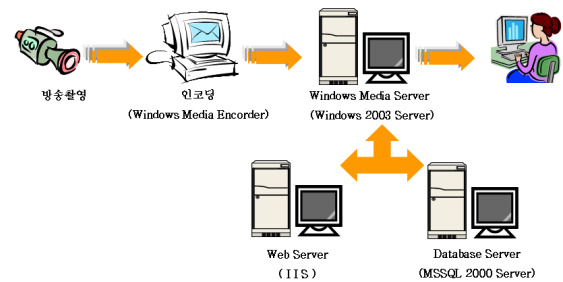 방송촬영
인코딩
(Windows Media Encorder)
Windows Media Server
(Windows 2003 Server)
Web Server
(IIS)
Database Server
(MSSQL 2000 Server)